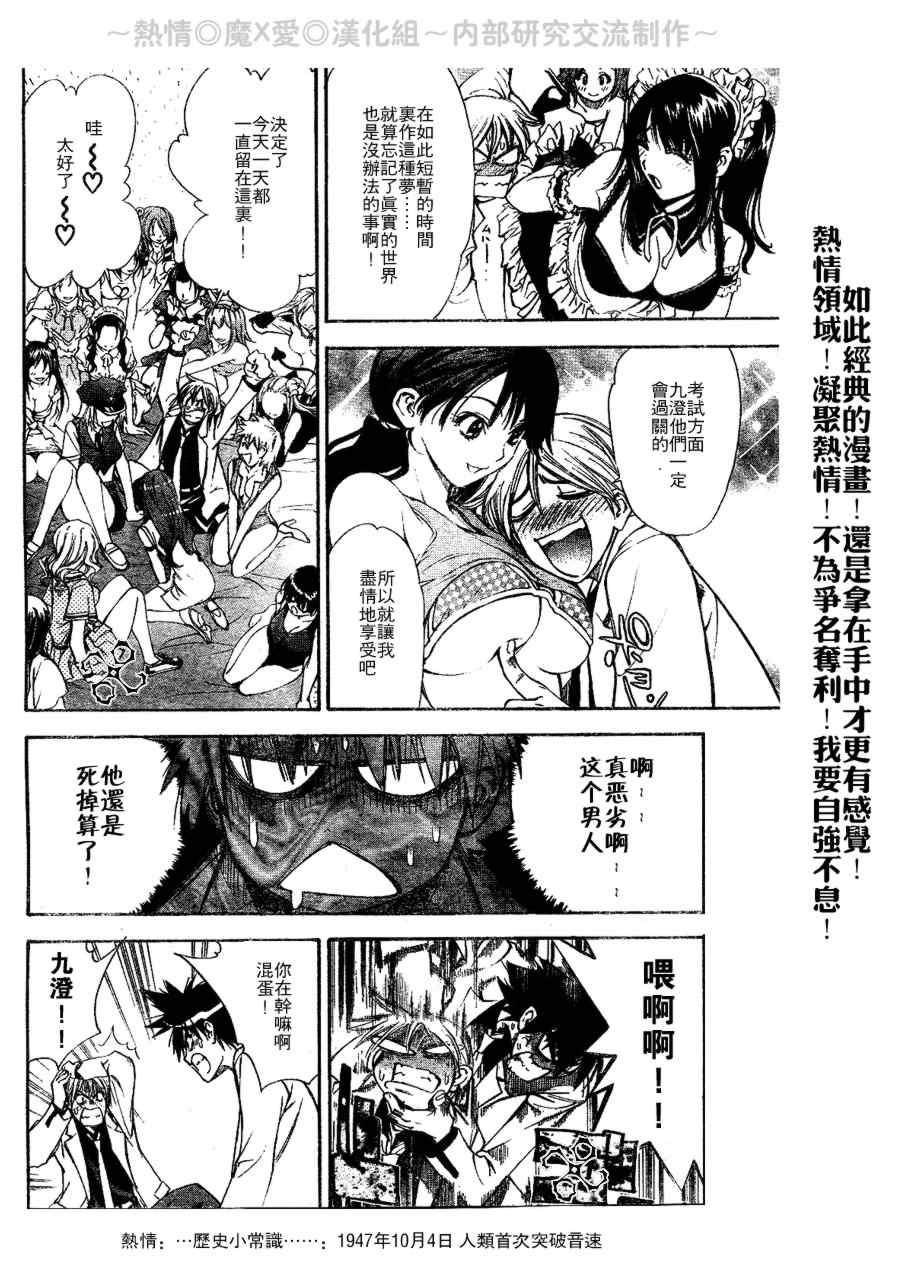 ～熱情◎魔X愛◎漢化組～内部研究交流制作～
在如此短暫的時間
裏作這種夢……
就算忘記了眞實的世界
也是沒辦法的事啊！
決定了
今天一天都
一直留在這裏！！
哇～♡
太好了～♡
考試方面
九澄他們一定
會過關的．
所以就讓我
盡情地享受吧
啊～～
真恶劣啊～～
这个男人
他還是
死掉算了！
喂啊啊！！
你在幹嘛啊
混蛋！
九澄！！
如此經典的漫畫！還是拿在手中才更有感覺！
熱情領域！凝聚熱情！不為爭名奪利！我要自強不息！
熱情：…歷史小常識……：1947年10月4日 人類首次突破音速